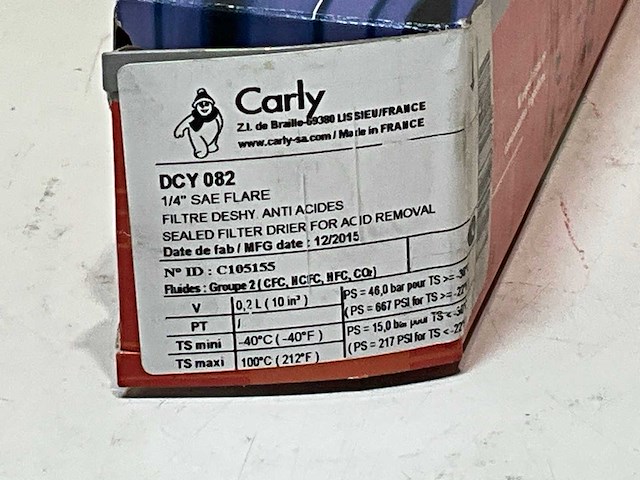 Carly
Z.I. de Braille-69380 LISSIEU/FRANCE
www.carly-sa.com / Made in FRANCE
DCY 082
1/4" SAE FLARE
FILTRE DESHY. ANTI ACIDES
SEALED FILTER DRIER FOR ACID REMOVAL
Date de fab / MFG date : 12/2015
N° ID : C105155
Fluides : Groupe 2 (CFC, HCFC, HFC, CO₂)
V 0,2 L ( 10 in³ ) PS = 46,0 bar pour TS >= -30°
PT / ( PS = 667 PSI for TS >= -22°
TS mini -40°C ( -40°F ) PS = 15,0 bar pour TS < -30°
TS maxi 100°C ( 212°F ) ( PS = 217 PSI for TS < -22°